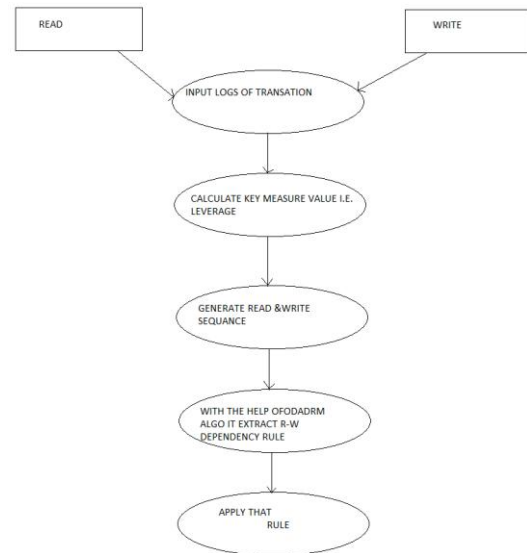 READ
WRITE
INPUT LOGS OF TRANSATION
CALCULATE KEY MEASURE VALUE I.E.
LEVERAGE
GENERATE READ &WRITE
SEQUANCE
WITH THE HELP OFODADRM
ALGO IT EXTRACT R-W
DEPENDENCY RULE
APPLY THAT
RULE